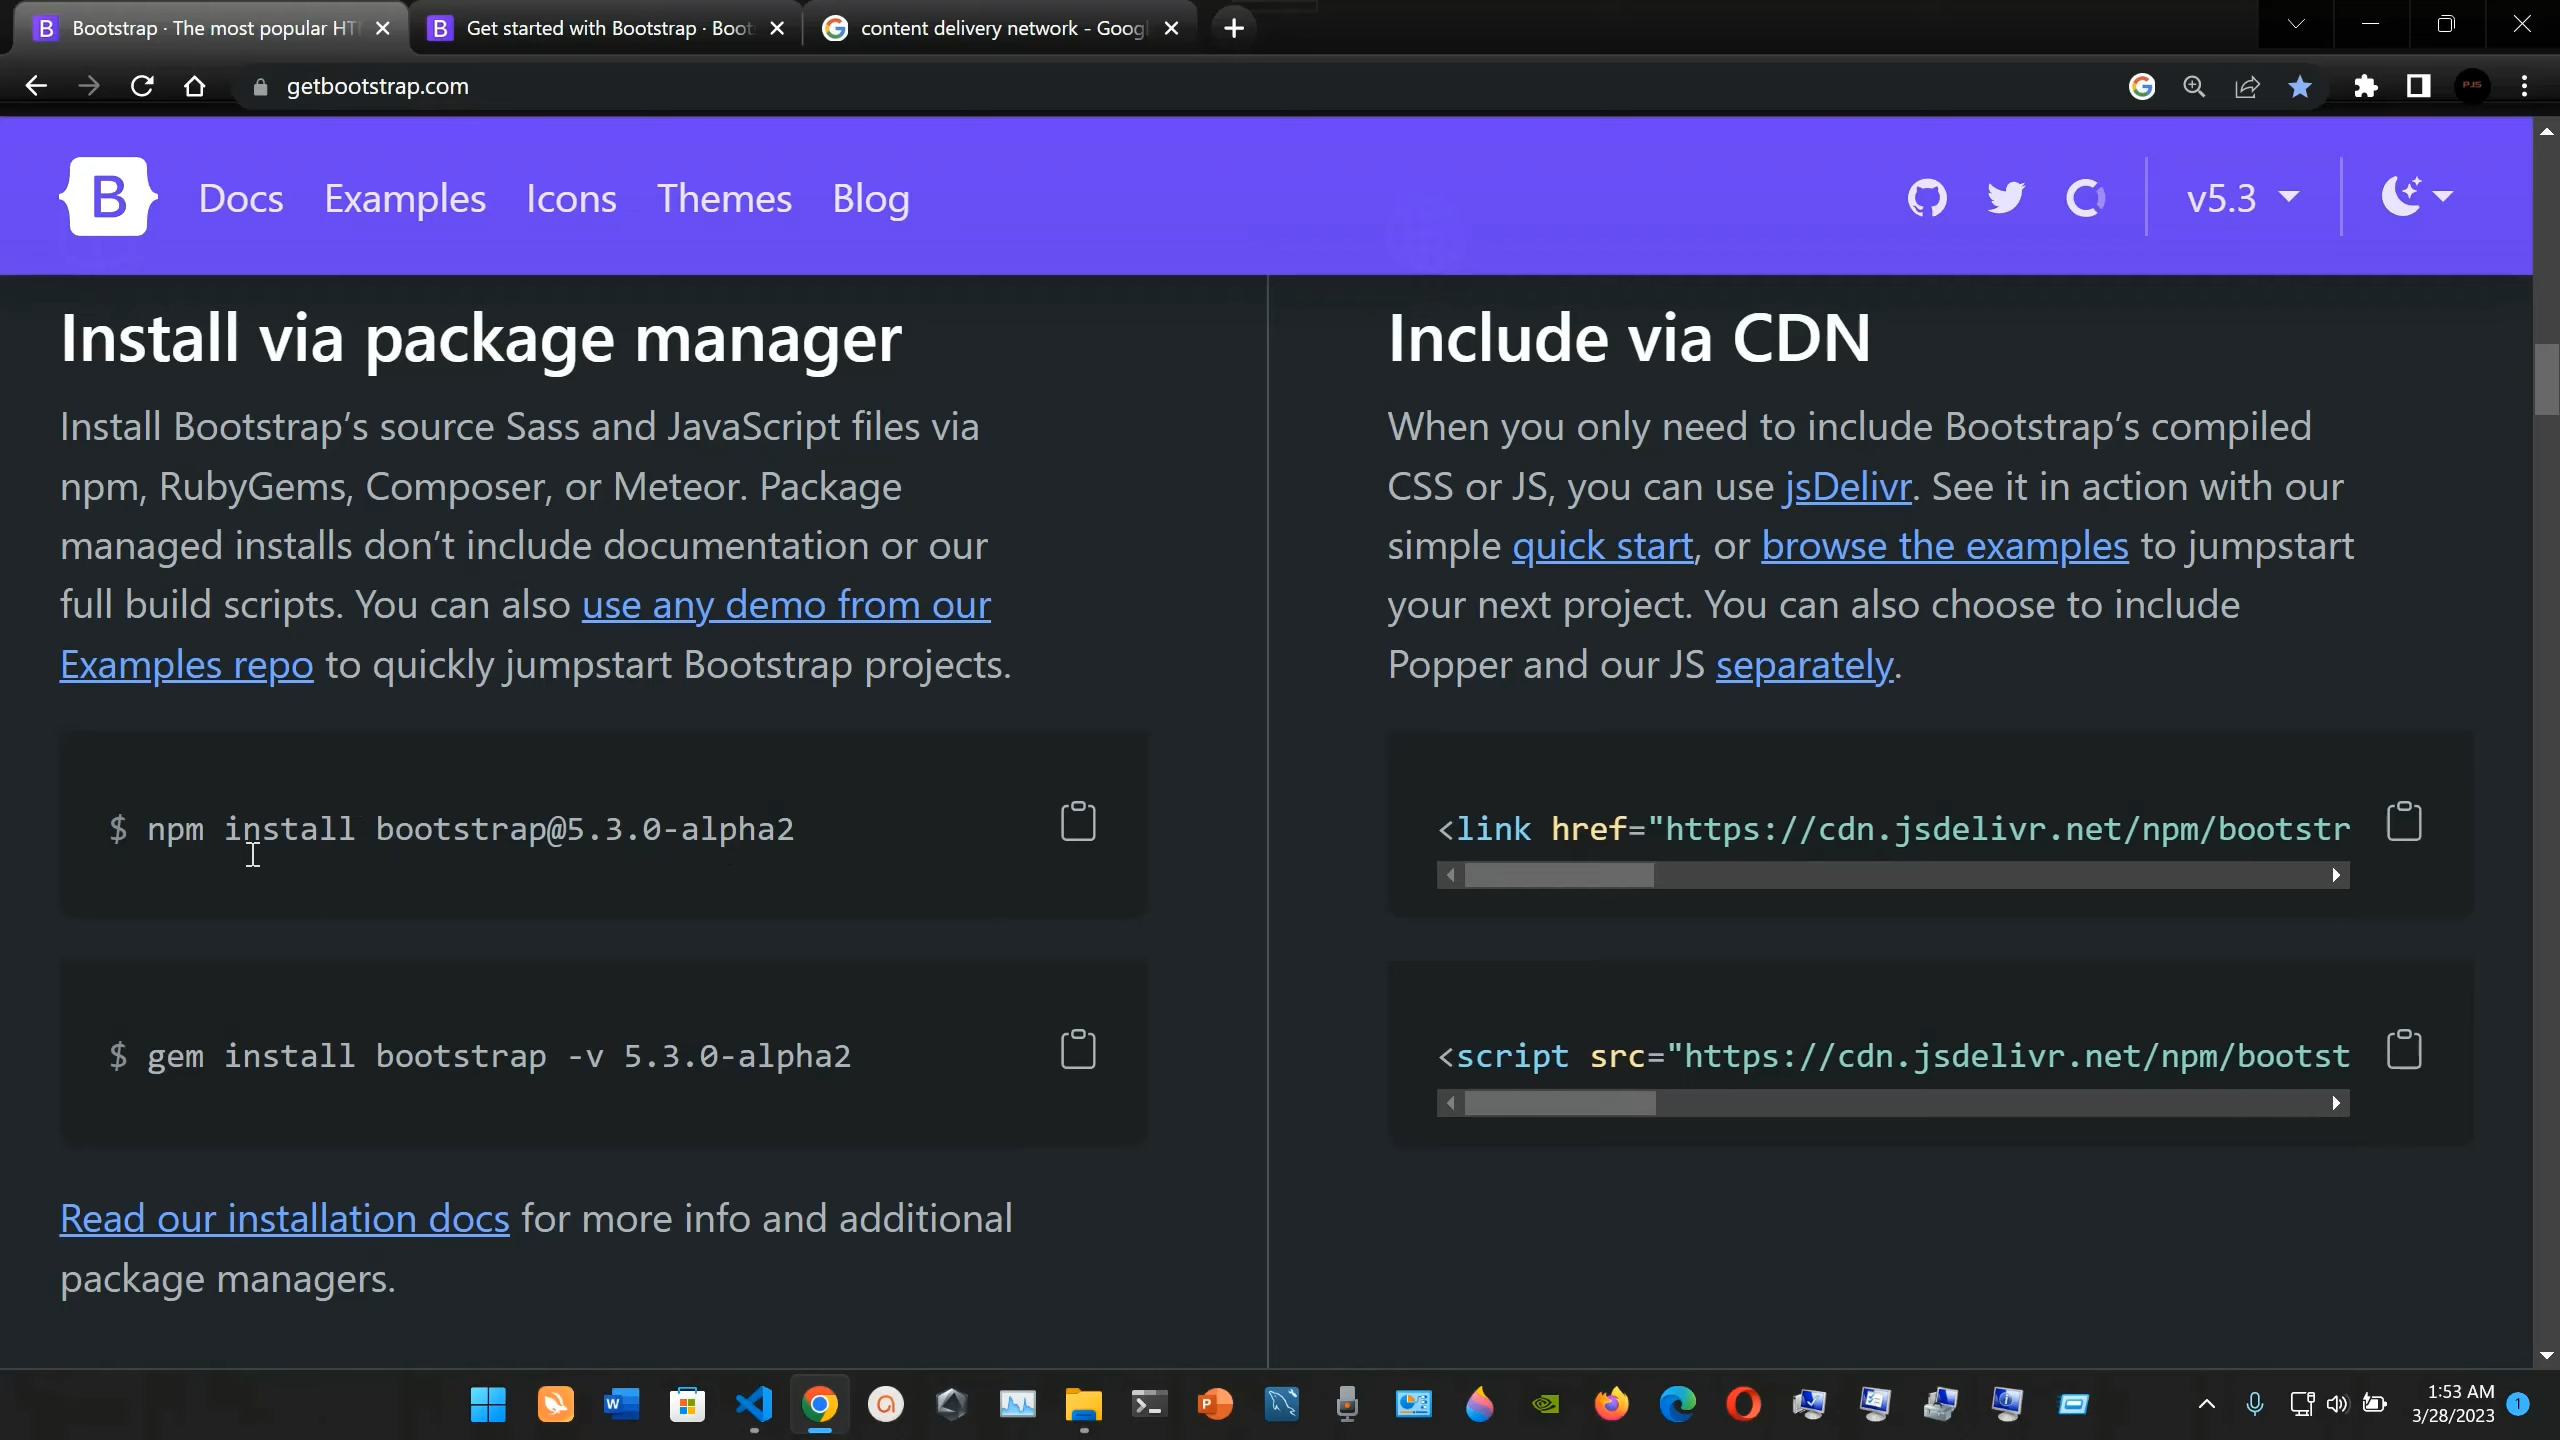 Bootstrap · The most popular HT
Get started with Bootstrap · Boot
content delivery network - Googl
getbootstrap.com
PJS
B
Docs
Examples
Icons
Themes
Blog
v5.3
Install via package manager
Install Bootstrap’s source Sass and JavaScript files via
npm, RubyGems, Composer, or Meteor. Package
managed installs don’t include documentation or our
full build scripts. You can also use any demo from our
Examples repo to quickly jumpstart Bootstrap projects.
$ npm install bootstrap@5.3.0-alpha2
$ gem install bootstrap -v 5.3.0-alpha2
Read our installation docs for more info and additional
package managers.
Include via CDN
When you only need to include Bootstrap’s compiled
CSS or JS, you can use jsDelivr. See it in action with our
simple quick start, or browse the examples to jumpstart
your next project. You can also choose to include
Popper and our JS separately.
<link href="https://cdn.jsdelivr.net/npm/bootstr
<script src="https://cdn.jsdelivr.net/npm/bootst
1:53 AM
3/28/2023
1